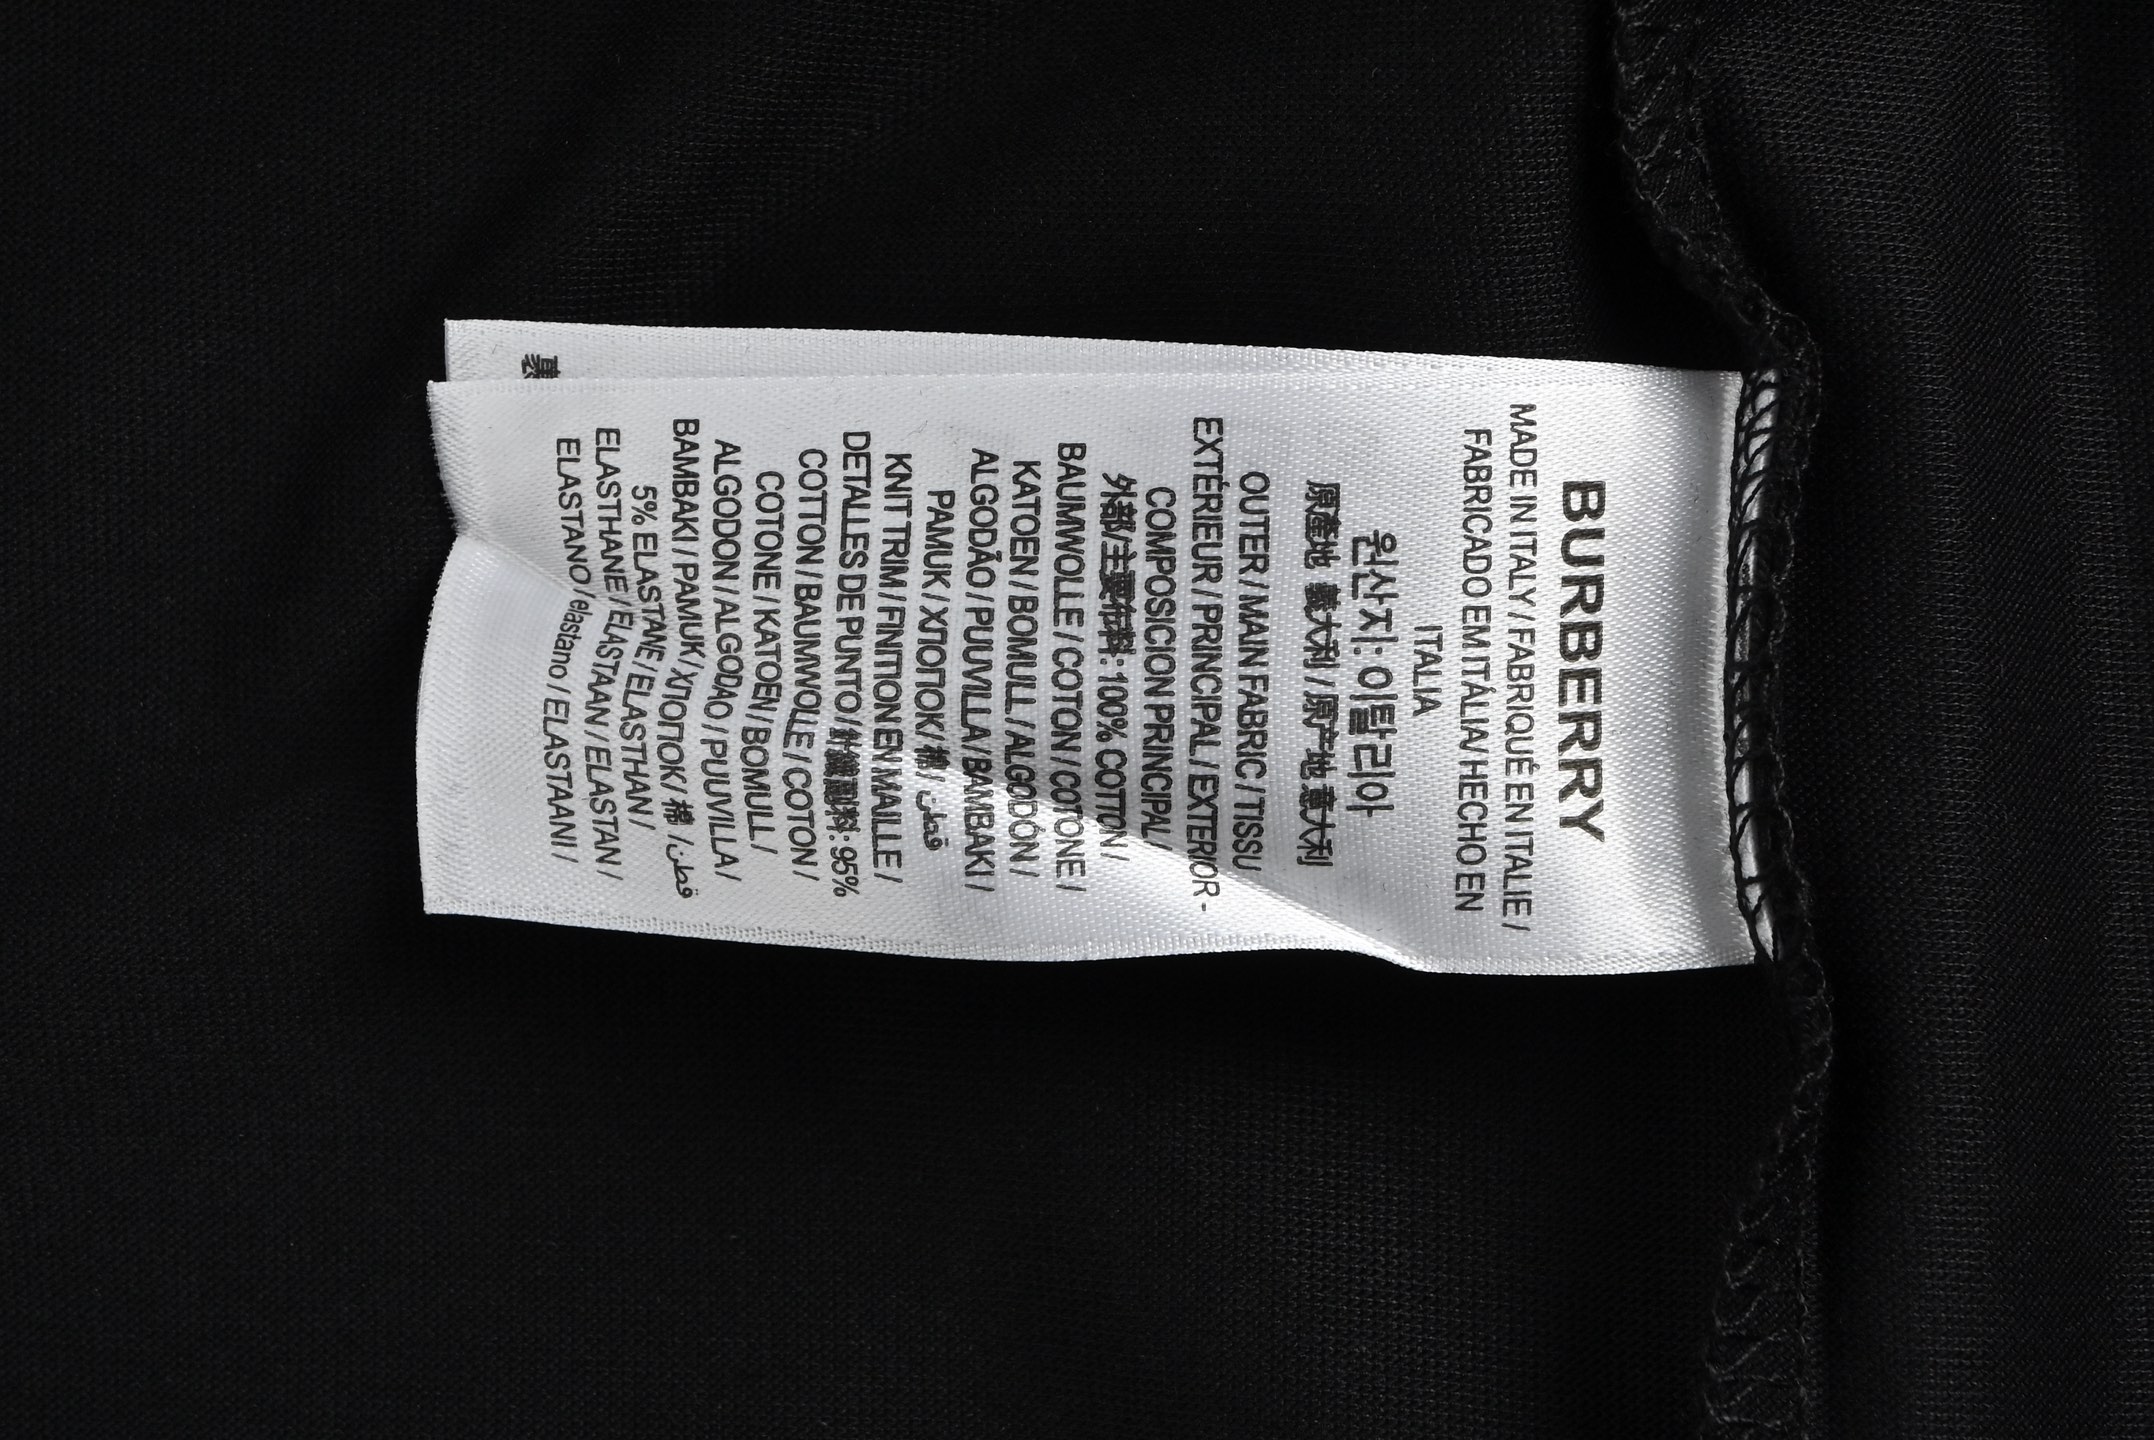 BURBERRY
MADE IN ITALY / FABRIQUÉ EN ITALIE /
FABRICADO EM ITÁLIA / HECHO EN
ITALIA
원산지: 이탈리아
原產地 義大利 / 原产地 意大利
OUTER / MAIN FABRIC / TISSU
EXTÉRIEUR / PRINCIPAL / EXTERIOR -
COMPOSICION PRINCIPAL /
外部/主要布料: 100% COTTON /
BAUMWOLLE / COTON / COTONE /
KATOEN / BOMULL / ALGODÓN /
ALGODÃO / PUUVILLA / BAMBAKI /
PAMUK / ХЛОПОК / 棉 / قطن
KNIT TRIM / FINITION EN MAILLE /
DETALLES DE PUNTO / 針織圈料: 95%
COTTON / BAUMWOLLE / COTON /
COTONE / KATOEN / BOMULL /
ALGODON / ALGODAO / PUUVILLA /
BAMBAKI / PAMUK / ХЛОПОК / 棉 / قطن
5% ELASTANE / ELASTHAN /
ELASTHANE / ELASTAAN / ELASTAN /
ELASTANO / elastano / ELASTAANI /